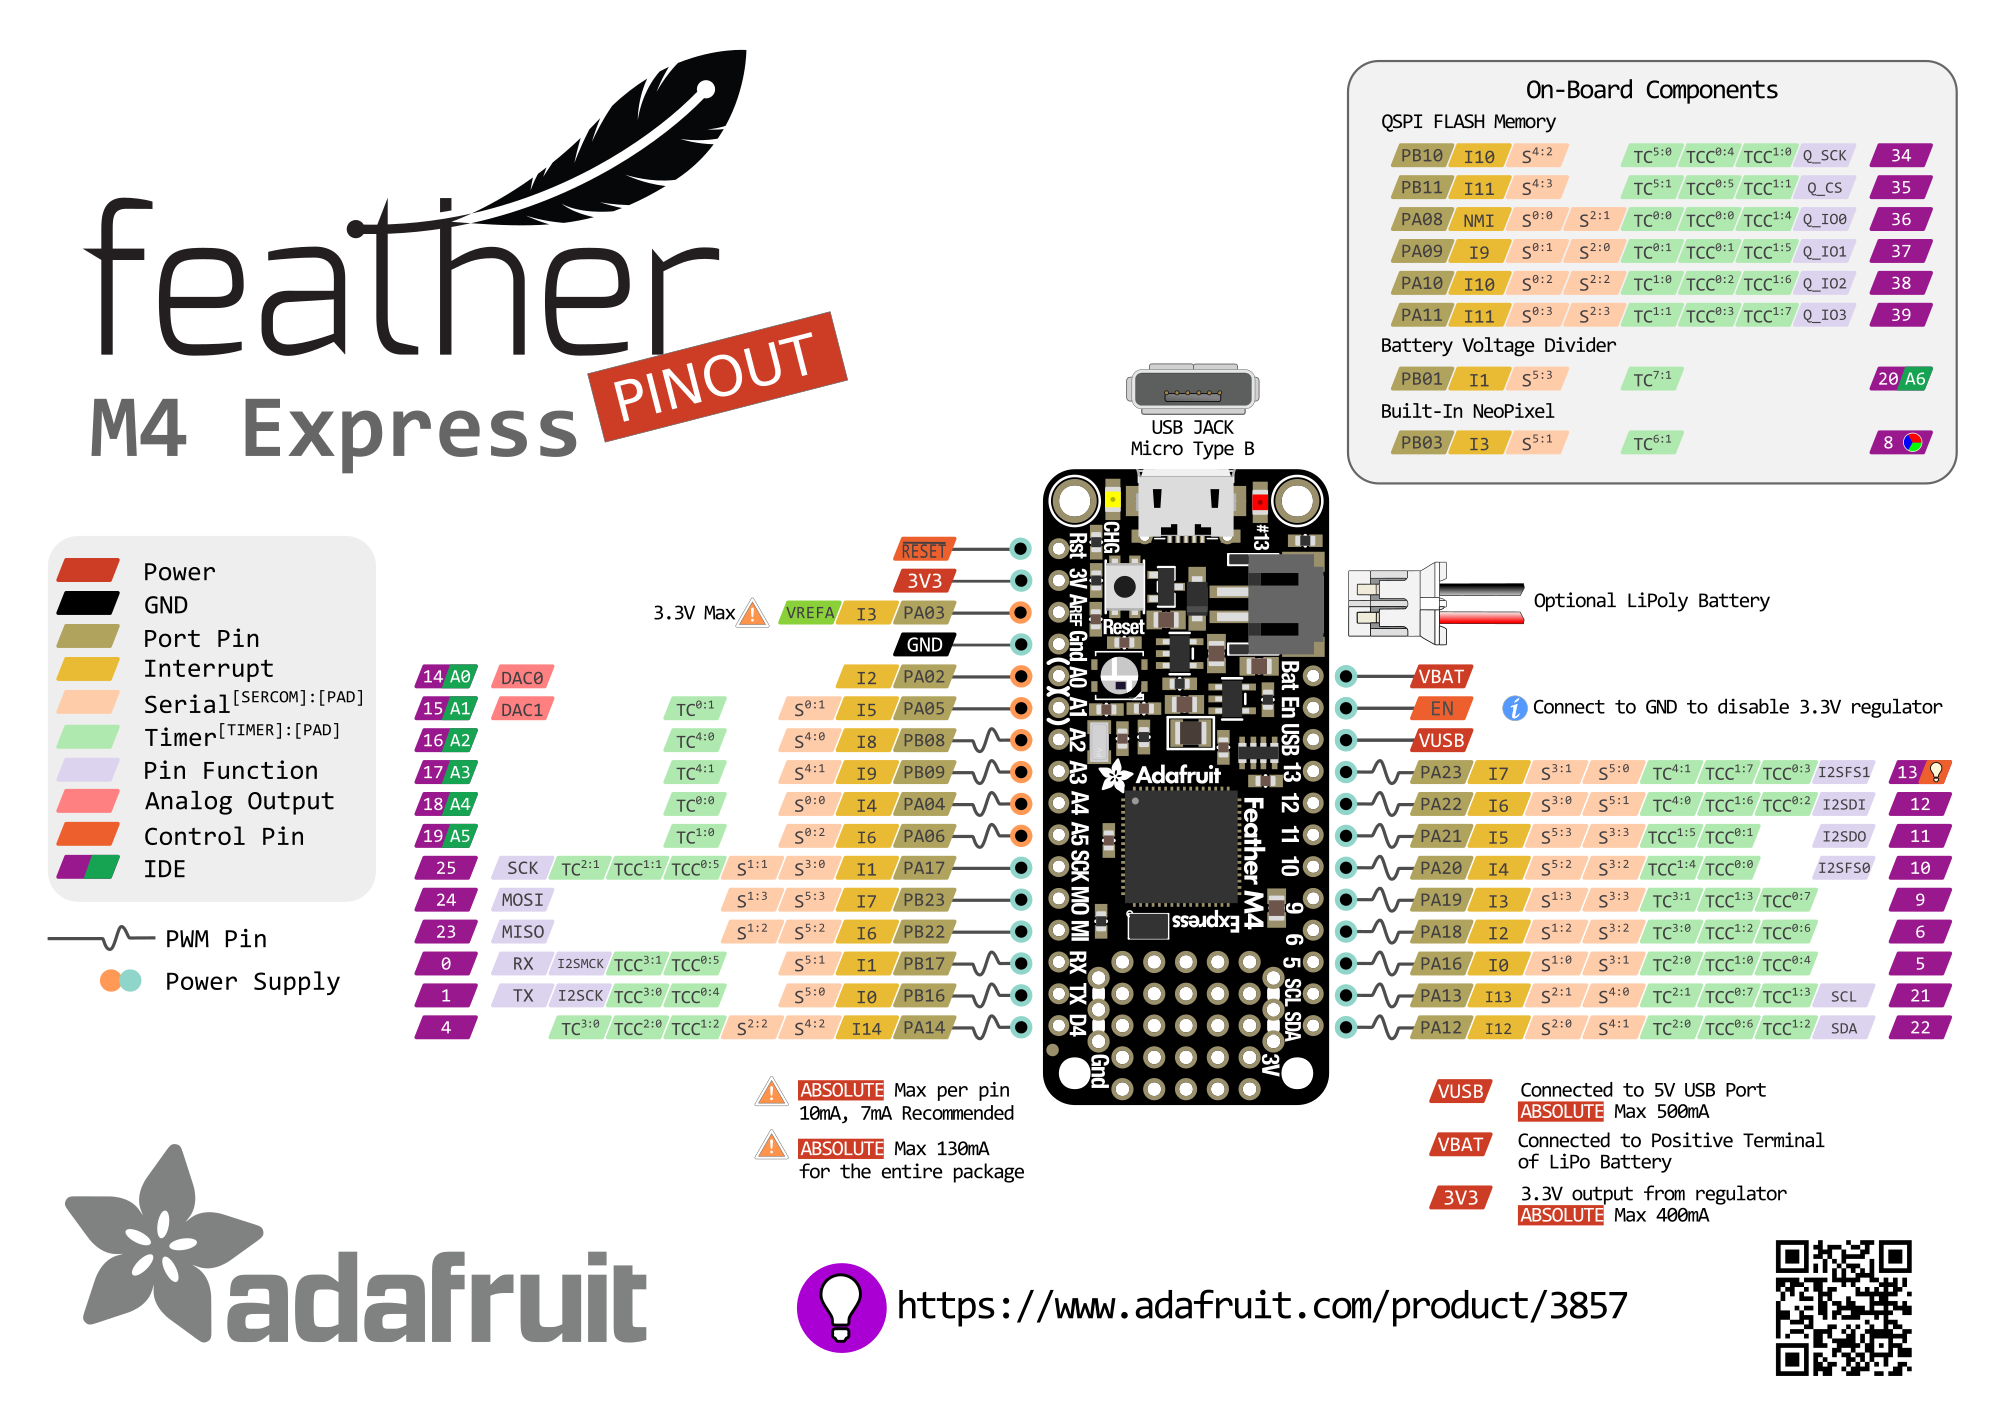 feather
PINOUT
M4 Express
On-Board Components
QSPI FLASH Memory
PB10 I10 S4:2 TC5:0 TCC0:4 TCC1:0 Q_SCK 34
PB11 I11 S4:3 TC5:1 TCC0:5 TCC1:1 Q_CS 35
PA08 NMI S0:0 S2:1 TC0:0 TCC0:0 TCC1:4 Q_IO0 36
PA09 I9 S0:1 S2:0 TC0:1 TCC0:1 TCC1:5 Q_IO1 37
PA10 I10 S0:2 S2:2 TC1:0 TCC0:2 TCC1:6 Q_IO2 38
PA11 I11 S0:3 S2:3 TC1:1 TCC0:3 TCC1:7 Q_IO3 39
Battery Voltage Divider
PB01 I1 S5:3 TC7:1 20 A6
Built-In NeoPixel
PB03 I3 S5:1 TC6:1 8
USB JACK
Micro Type B
Power
GND
Port Pin
Interrupt
Serial[SERCOM]:[PAD]
Timer[TIMER]:[PAD]
Pin Function
Analog Output
Control Pin
IDE
PWM Pin
Power Supply
RESET
3V3
3.3V Max VREFA I3 PA03
GND
14 A0 DAC0 I2 PA02
15 A1 DAC1 TC0:1 S0:1 I5 PA05
16 A2 TC4:0 S4:0 I8 PB08
17 A3 TC4:1 S4:1 I9 PB09
18 A4 TC0:0 S0:0 I4 PA04
19 A5 TC1:0 S0:2 I6 PA06
25 SCK TC2:1 TCC1:1 TCC0:5 S1:1 S3:0 I1 PA17
24 MOSI S1:3 S5:3 I7 PB23
23 MISO S1:2 S5:2 I6 PB22
0 RX I2SMCK TCC3:1 TCC0:5 S5:1 I1 PB17
1 TX I2SCK TCC3:0 TCC0:4 S5:0 I0 PB16
4 TC3:0 TCC2:0 TCC1:2 S2:2 S4:2 I14 PA14
CHG
#13
Reset
Rst
3V
AREF
Gnd
A0
A1
A2
A3
A4
A5
SCK
MO
MI
RX
TX
D4
Gnd
Adafruit
Feather M4
Express
Bat
En
USB
13
12
11
10
9
6
5
SCL
SDA
3V
Optional LiPoly Battery
VBAT
EN Connect to GND to disable 3.3V regulator
VUSB
PA23 I7 S3:1 S5:0 TC4:1 TCC1:7 TCC0:3 I2SFS1 13
PA22 I6 S3:0 S5:1 TC4:0 TCC1:6 TCC0:2 I2SDI 12
PA21 I5 S5:3 S3:3 TCC1:5 TCC0:1 I2SDO 11
PA20 I4 S5:2 S3:2 TCC1:4 TCC0:0 I2SFS0 10
PA19 I3 S1:3 S3:3 TC3:1 TCC1:3 TCC0:7 9
PA18 I2 S1:2 S3:2 TC3:0 TCC1:2 TCC0:6 6
PA16 I0 S1:0 S3:1 TC2:0 TCC1:0 TCC0:4 5
PA13 I13 S2:1 S4:0 TC2:1 TCC0:7 TCC1:3 SCL 21
PA12 I12 S2:0 S4:1 TC2:0 TCC0:6 TCC1:2 SDA 22
ABSOLUTE Max per pin
10mA, 7mA Recommended
ABSOLUTE Max 130mA
for the entire package
VUSB Connected to 5V USB Port
ABSOLUTE Max 500mA
VBAT Connected to Positive Terminal
of LiPo Battery
3V3 3.3V output from regulator
ABSOLUTE Max 400mA
adafruit
https://www.adafruit.com/product/3857